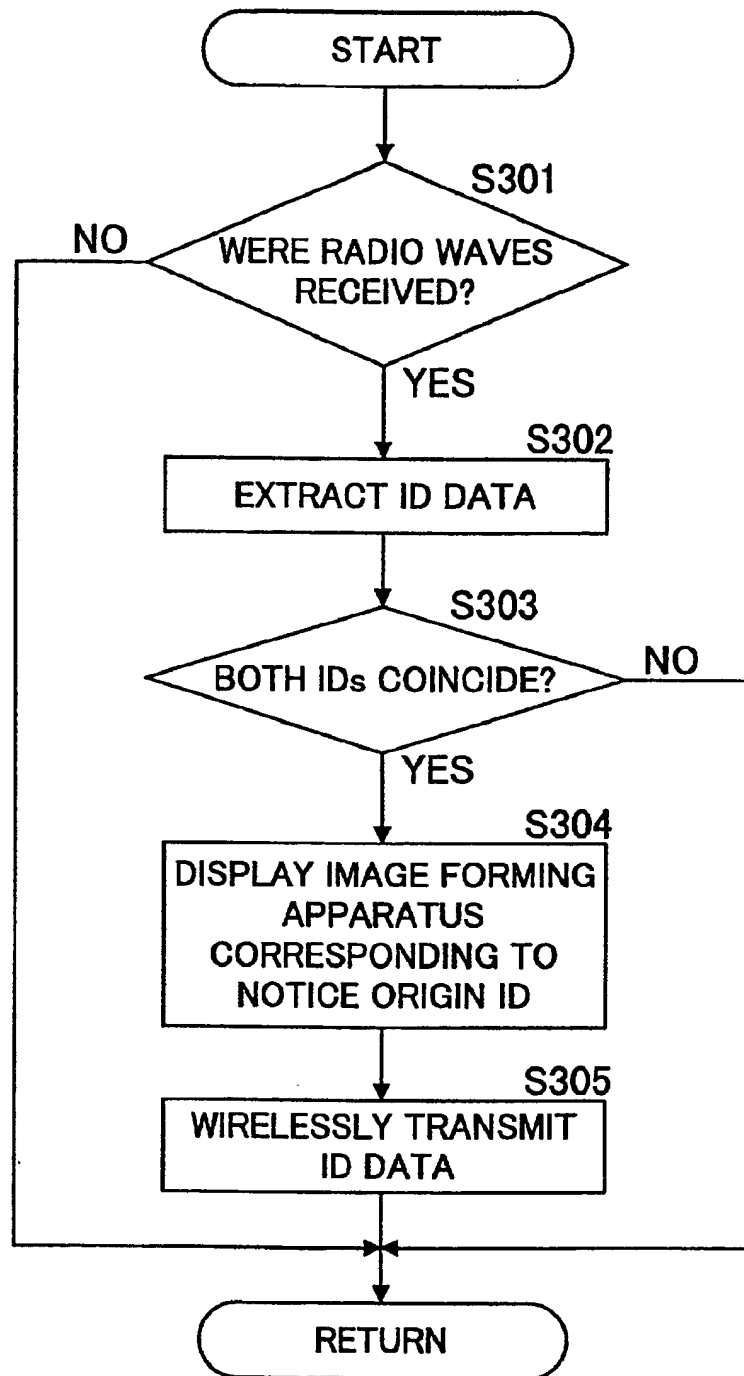 START
S301
NO
WERE RADIO WAVES
RECEIVED?
YES
S302
EXTRACT ID DATA
S303
BOTH IDs COINCIDE?
NO
YES
S304
DISPLAY IMAGE FORMING
APPARATUS
CORRESPONDING TO
NOTICE ORIGIN ID
S305
WIRELESSLY TRANSMIT
ID DATA
RETURN